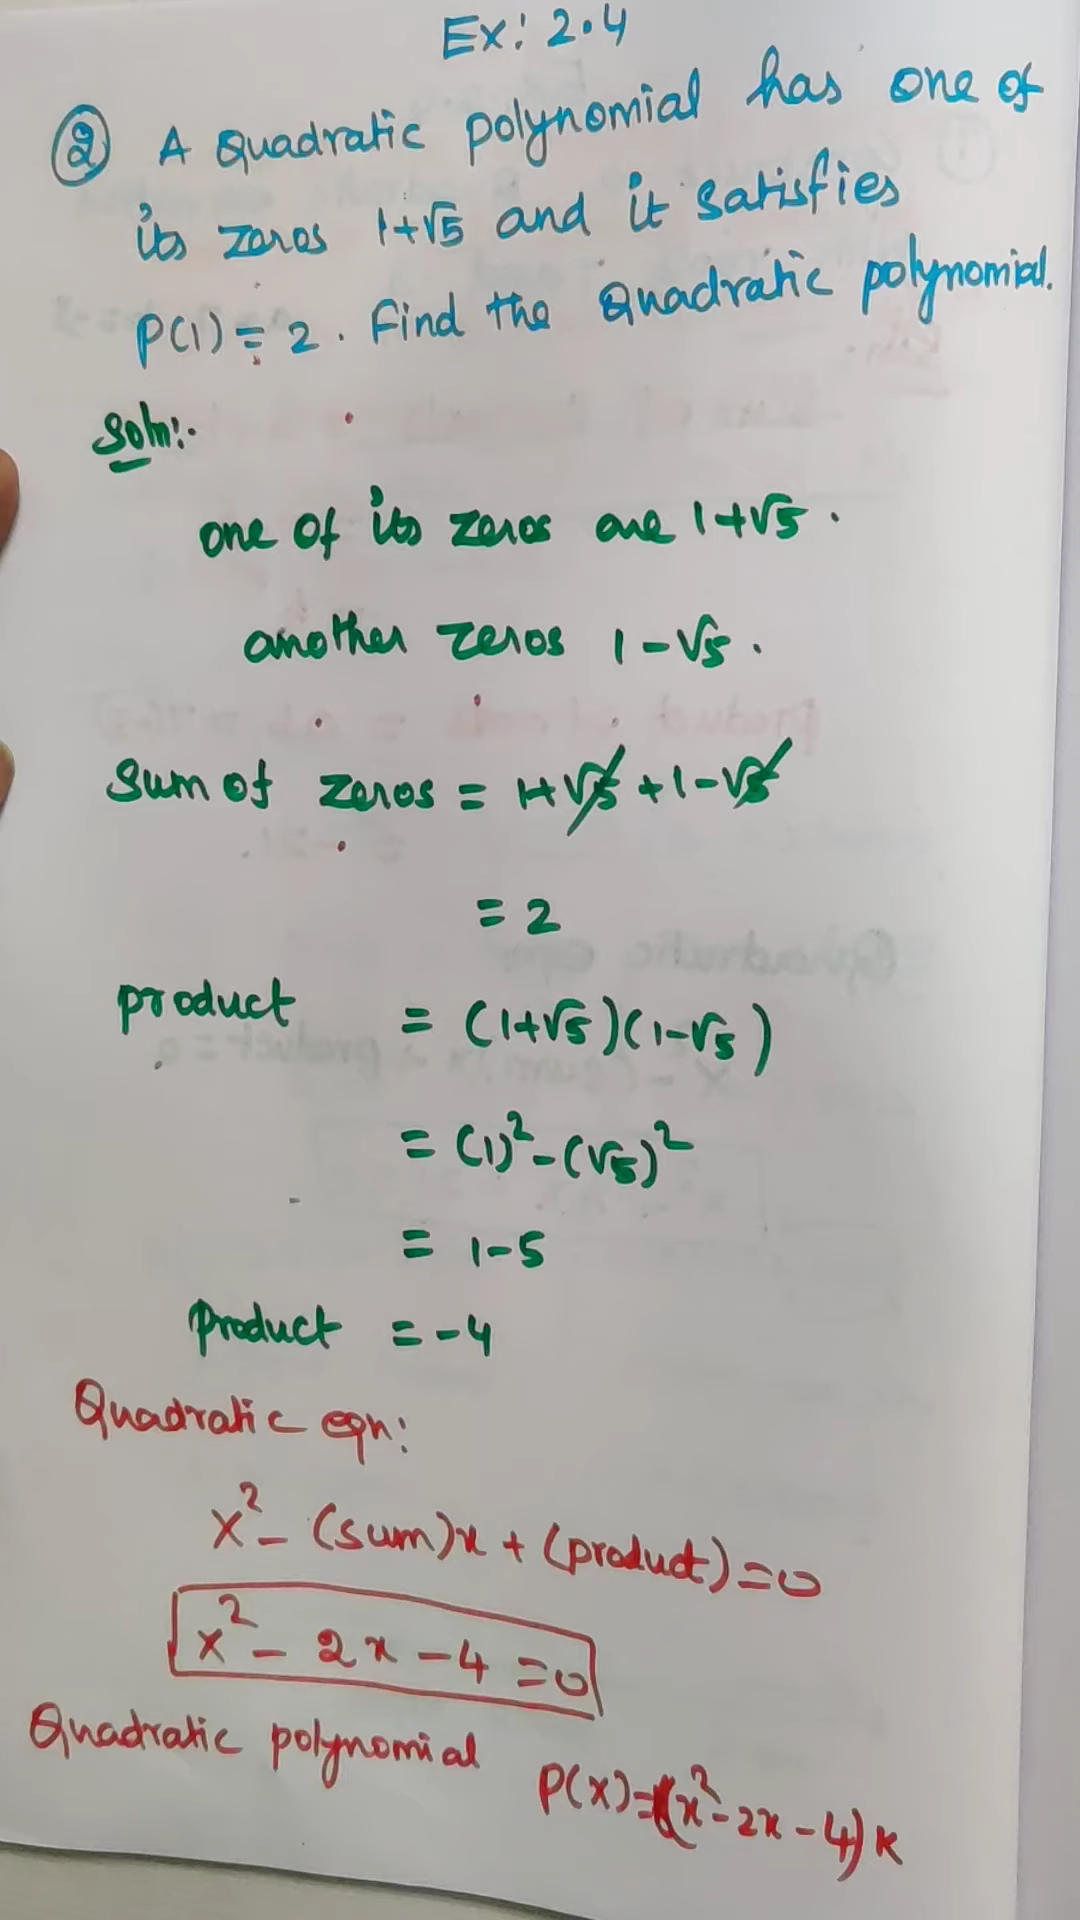 Ex: 2.4
② A Quadratic polynomial has one of
its zeros 1+√5 and it satisfies
P(1) = 2. Find the Quadratic polynomial.
Soln:-
one of its zeros are 1+√5.
another zeros 1-√5.
Sum of zeros = 1+√5 + 1-√5
= 2
product = (1+√5)(1-√5)
= (1)² - (√5)²
= 1-5
Product = -4
Quadratic eqn:
x² - (sum)x + (product) = 0
x² - 2x - 4 = 0
Quadratic polynomial P(x) = (x² - 2x - 4) k